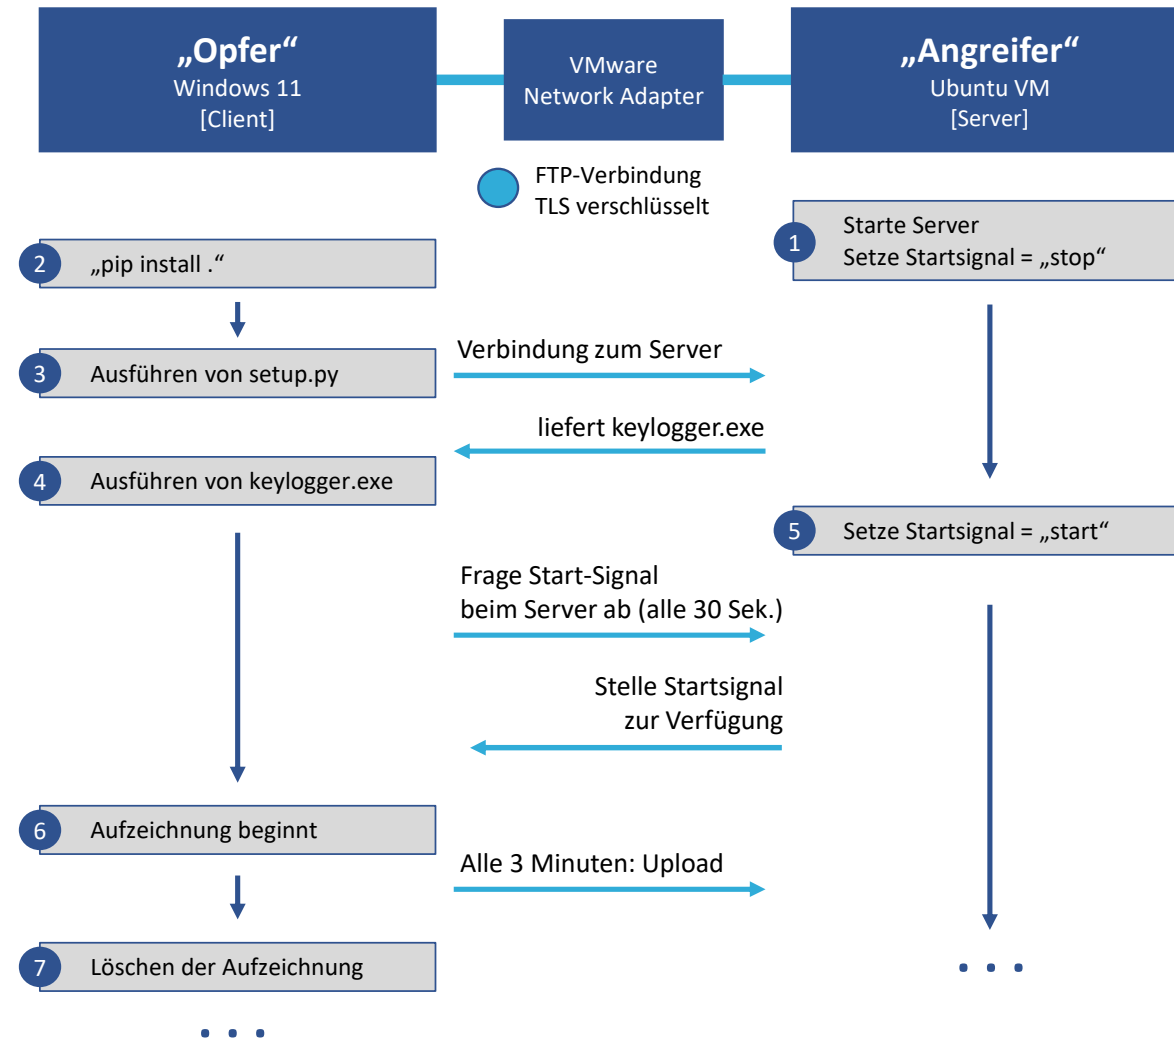 „Opfer“
Windows 11
[Client]
VMware
Network Adapter
„Angreifer“
Ubuntu VM
[Server]
FTP-Verbindung
TLS verschlüsselt
1
Starte Server
Setze Startsignal = „stop“
2
„pip install .“
3
Ausführen von setup.py
Verbindung zum Server
liefert keylogger.exe
4
Ausführen von keylogger.exe
5
Setze Startsignal = „start“
Frage Start-Signal
beim Server ab (alle 30 Sek.)
Stelle Startsignal
zur Verfügung
6
Aufzeichnung beginnt
Alle 3 Minuten: Upload
7
Löschen der Aufzeichnung
. . .
. . .